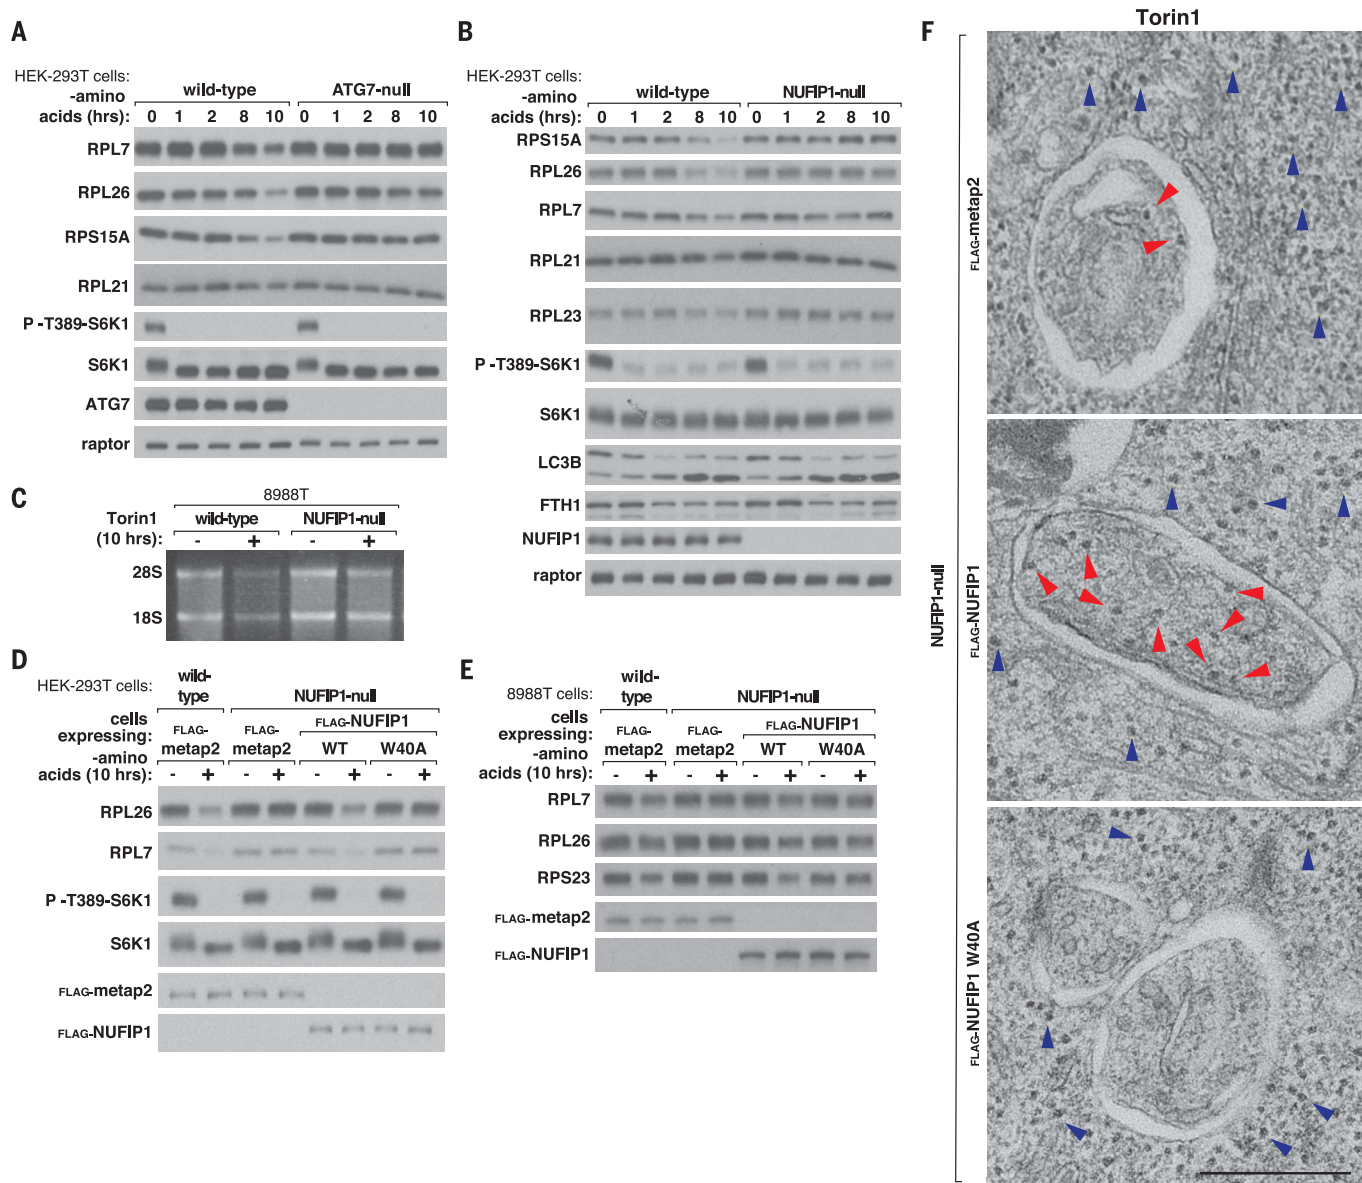 A
HEK-293T cells:
wild-type
ATG7-null
-amino
acids (hrs):
0 1 2 8 10 0 1 2 8 10
RPL7
RPL26
RPS15A
RPL21
P -T389-S6K1
S6K1
ATG7
raptor
B
HEK-293T cells:
wild-type
NUFIP1-null
-amino
acids (hrs):
0 1 2 8 10 0 1 2 8 10
RPS15A
RPL26
RPL7
RPL21
RPL23
P -T389-S6K1
S6K1
LC3B
FTH1
NUFIP1
raptor
C
8988T
Torin1
(10 hrs):
wild-type
NUFIP1-null
- + - +
28S
18S
D
HEK-293T cells:
wild-
type
NUFIP1-null
cells
expressing:
FLAG-
metap2
FLAG-
metap2
FLAG-NUFIP1
WT W40A
-amino
acids (10 hrs):
- + - + - + - +
RPL26
RPL7
P -T389-S6K1
S6K1
FLAG-metap2
FLAG-NUFIP1
E
8988T cells:
wild-
type
NUFIP1-null
cells
expressing:
FLAG-
metap2
FLAG-
metap2
FLAG-NUFIP1
WT W40A
-amino
acids (10 hrs):
- + - + - + - +
RPL7
RPL26
RPS23
FLAG-metap2
FLAG-NUFIP1
F
Torin1
NUFIP1-null
FLAG-metap2
FLAG-NUFIP1
FLAG-NUFIP1 W40A